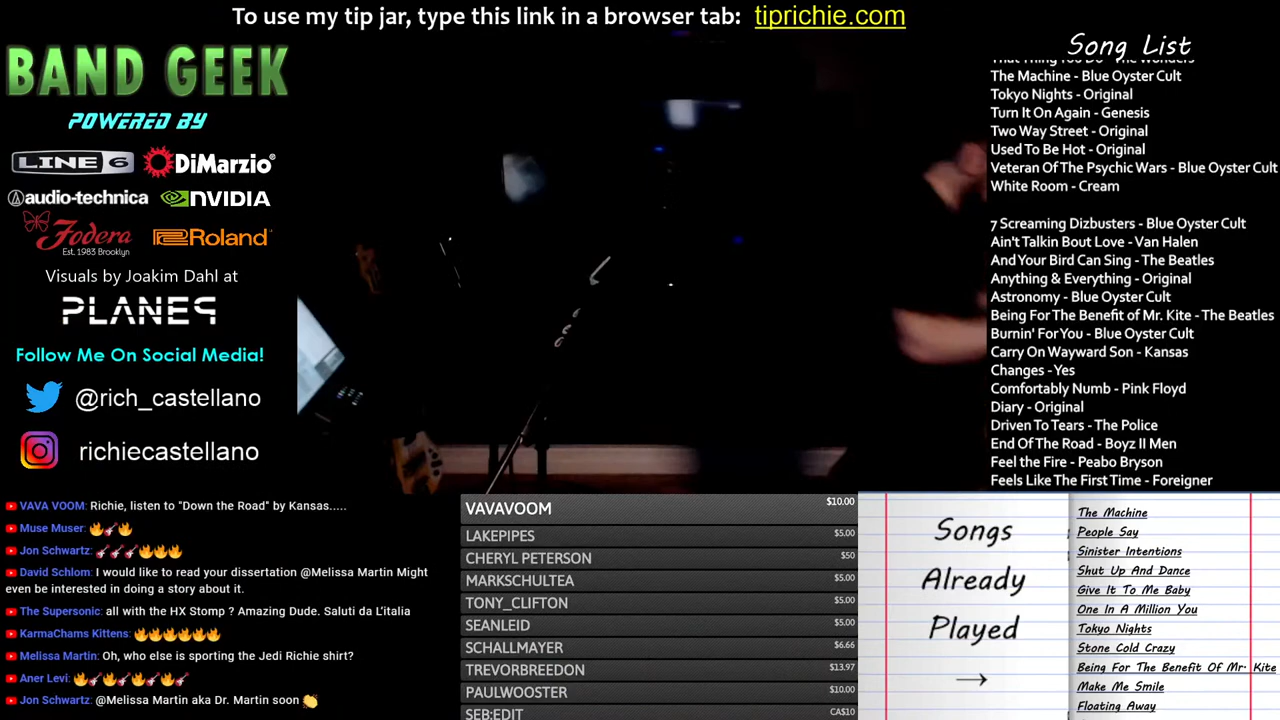 To use my tip jar, type this link in a browser tab: tiprichie.com
BAND GEEK
POWERED BY
LINE 6
DiMarzio
audio-technica
NVIDIA
Fodera
Est. 1983 Brooklyn
Roland
Visuals by Joakim Dahl at
PLANE9
Follow Me On Social Media!
@rich_castellano
richiecastellano
Song List
That Thing You Do - The Wonders
The Machine - Blue Oyster Cult
Tokyo Nights - Original
Turn It On Again - Genesis
Two Way Street - Original
Used To Be Hot - Original
Veteran Of The Psychic Wars - Blue Oyster Cult
White Room - Cream
7 Screaming Dizbusters - Blue Oyster Cult
Ain't Talkin Bout Love - Van Halen
And Your Bird Can Sing - The Beatles
Anything & Everything - Original
Astronomy - Blue Oyster Cult
Being For The Benefit of Mr. Kite - The Beatles
Burnin' For You - Blue Oyster Cult
Carry On Wayward Son - Kansas
Changes - Yes
Comfortably Numb - Pink Floyd
Diary - Original
Driven To Tears - The Police
End Of The Road - Boyz II Men
Feel the Fire - Peabo Bryson
Feels Like The First Time - Foreigner
VAVA VOOM: Richie, listen to "Down the Road" by Kansas.....
Muse Muser: 🔥🎸🔥
Jon Schwartz: 🎸🎸🎸🔥🔥🔥
David Schlom: I would like to read your dissertation @Melissa Martin Might
even be interested in doing a story about it.
The Supersonic: all with the HX Stomp ? Amazing Dude. Saluti da L'italia
KarmaChams Kittens: 🔥🔥🔥🔥🔥🔥
Melissa Martin: Oh, who else is sporting the Jedi Richie shirt?
Aner Levi: 🔥🎸🔥🎸🔥🎸🔥
Jon Schwartz: @Melissa Martin aka Dr. Martin soon 👏
VAVAVOOM $10.00
LAKEPIPES $5.00
CHERYL PETERSON $50
MARKSCHULTEA $5.00
TONY_CLIFTON $5.00
SEANLEID $5.00
SCHALLMAYER $6.66
TREVORBREEDON $13.97
PAULWOOSTER $10.00
SEB:EDIT CA$10
Songs
Already
Played
→
The Machine
People Say
Sinister Intentions
Shut Up And Dance
Give It To Me Baby
One In A Million You
Tokyo Nights
Stone Cold Crazy
Being For The Benefit Of Mr. Kite
Make Me Smile
Floating Away